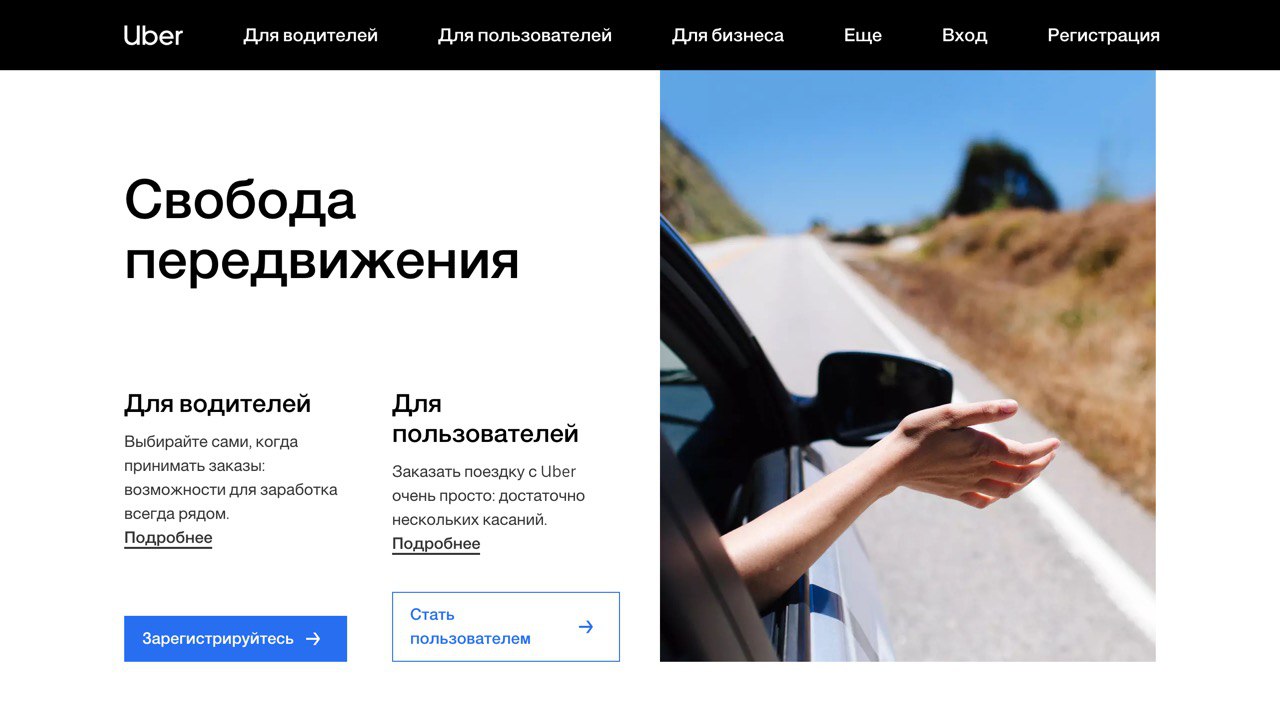 Uber
Для водителей
Для пользователей
Для бизнеса
Еще
Вход
Регистрация
Свобода
передвижения
Для водителей
Выбирайте сами, когда
принимать заказы:
возможности для заработка
всегда рядом.
Подробнее
Зарегистрируйтесь
Для
пользователей
Заказать поездку с Uber
очень просто: достаточно
нескольких касаний.
Подробнее
Стать
пользователем